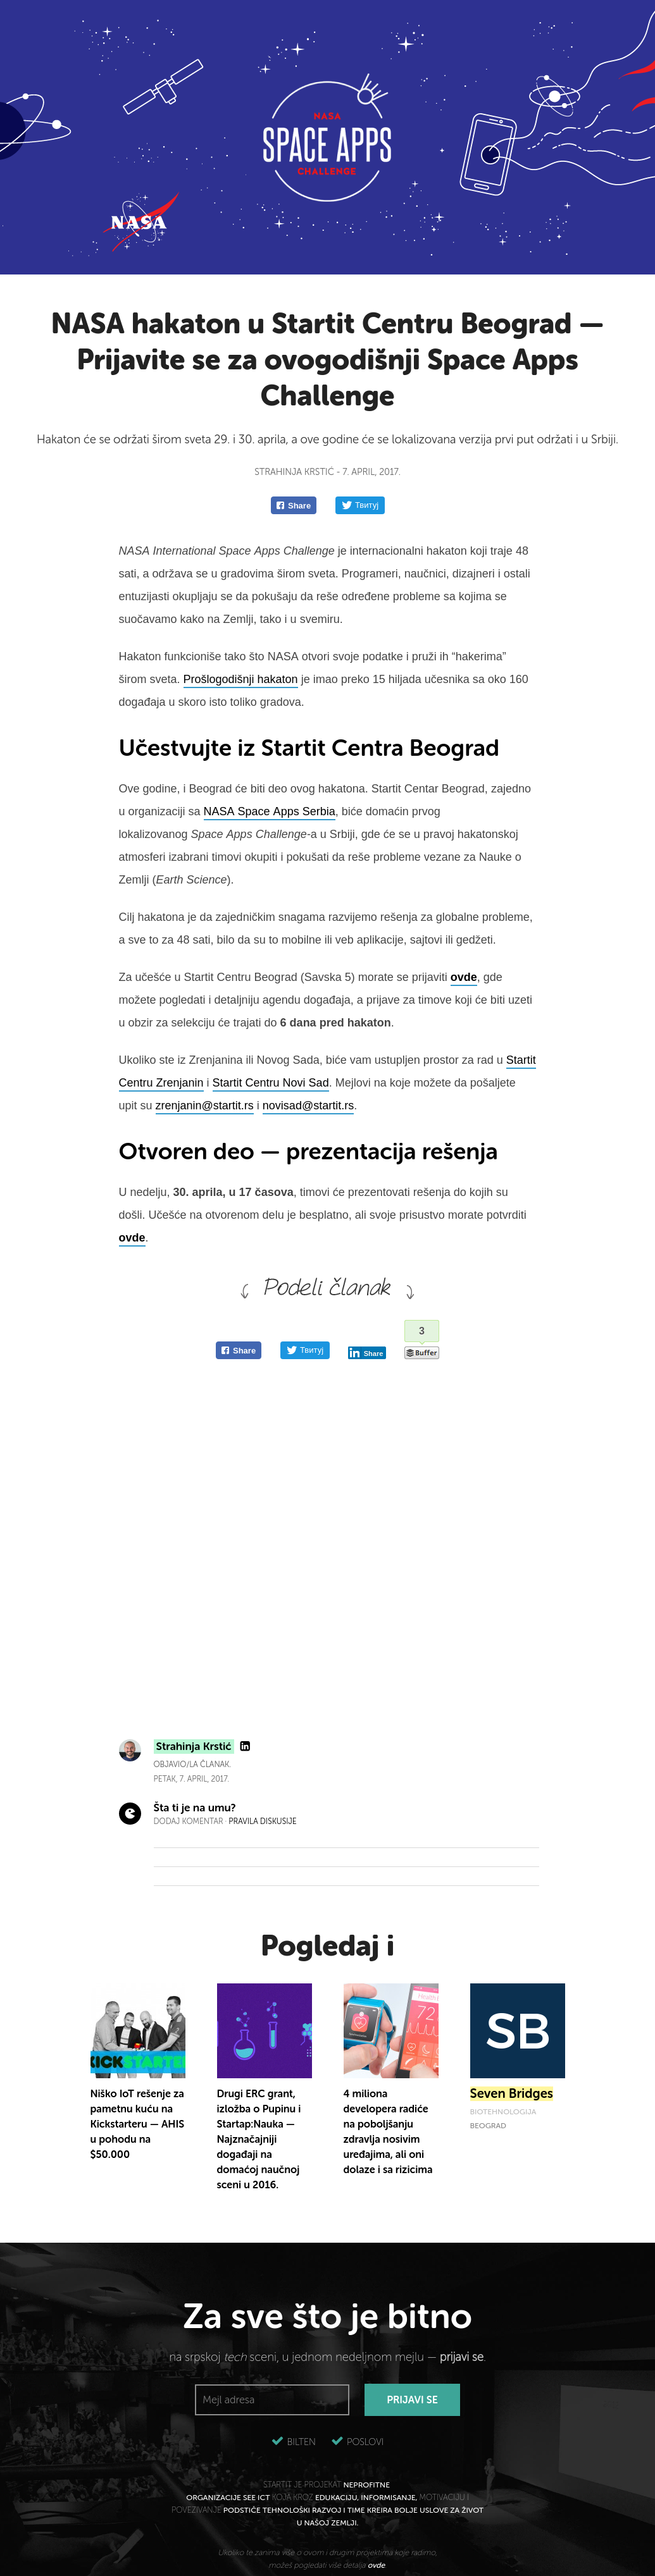 NASA
SPACE APPS
CHALLENGE
NASA
NASA hakaton u Startit Centru Beograd —
Prijavite se za ovogodišnji Space Apps
Challenge
Hakaton će se održati širom sveta 29. i 30. aprila, a ove godine će se lokalizovana verzija prvi put održati i u Srbiji.
STRAHINJA KRSTIĆ - 7. APRIL, 2017.
Share
Твитуј
NASA International Space Apps Challenge je internacionalni hakaton koji traje 48
sati, a održava se u gradovima širom sveta. Programeri, naučnici, dizajneri i ostali
entuzijasti okupljaju se da pokušaju da reše određene probleme sa kojima se
suočavamo kako na Zemlji, tako i u svemiru.
Hakaton funkcioniše tako što NASA otvori svoje podatke i pruži ih “hakerima”
širom sveta. Prošlogodišnji hakaton je imao preko 15 hiljada učesnika sa oko 160
događaja u skoro isto toliko gradova.
Učestvujte iz Startit Centra Beograd
Ove godine, i Beograd će biti deo ovog hakatona. Startit Centar Beograd, zajedno
u organizaciji sa NASA Space Apps Serbia, biće domaćin prvog
lokalizovanog Space Apps Challenge-a u Srbiji, gde će se u pravoj hakatonskoj
atmosferi izabrani timovi okupiti i pokušati da reše probleme vezane za Nauke o
Zemlji (Earth Science).
Cilj hakatona je da zajedničkim snagama razvijemo rešenja za globalne probleme,
a sve to za 48 sati, bilo da su to mobilne ili veb aplikacije, sajtovi ili gedžeti.
Za učešće u Startit Centru Beograd (Savska 5) morate se prijaviti ovde, gde
možete pogledati i detaljniju agendu događaja, a prijave za timove koji će biti uzeti
u obzir za selekciju će trajati do 6 dana pred hakaton.
Ukoliko ste iz Zrenjanina ili Novog Sada, biće vam ustupljen prostor za rad u Startit
Centru Zrenjanin i Startit Centru Novi Sad. Mejlovi na koje možete da pošaljete
upit su zrenjanin@startit.rs i novisad@startit.rs.
Otvoren deo — prezentacija rešenja
U nedelju, 30. aprila, u 17 časova, timovi će prezentovati rešenja do kojih su
došli. Učešće na otvorenom delu je besplatno, ali svoje prisustvo morate potvrditi
ovde.
Podeli članak
3
Share
Твитуј
in Share
Buffer
Strahinja Krstić
OBJAVIO/LA ČLANAK.
PETAK, 7. APRIL, 2017.
Šta ti je na umu?
DODAJ KOMENTAR · PRAVILA DISKUSIJE
Pogledaj i
KICKSTARTER
72
SB
Niško IoT rešenje za
pametnu kuću na
Kickstarteru — AHIS
u pohodu na
$50.000
Drugi ERC grant,
izložba o Pupinu i
Startap:Nauka —
Najznačajniji
događaji na
domaćoj naučnoj
sceni u 2016.
4 miliona
developera radiće
na poboljšanju
zdravlja nosivim
uređajima, ali oni
dolaze i sa rizicima
Seven Bridges
BIOTEHNOLOGIJA
BEOGRAD
Za sve što je bitno
na srpskoj tech sceni, u jednom nedeljnom mejlu — prijavi se.
Mejl adresa
PRIJAVI SE
BILTEN
POSLOVI
STARTIT JE PROJEKAT NEPROFITNE
ORGANIZACIJE SEE ICT KOJA KROZ EDUKACIJU, INFORMISANJE, MOTIVACIJU I
POVEZIVANJE PODSTIČE TEHNOLOŠKI RAZVOJ I TIME KREIRA BOLJE USLOVE ZA ŽIVOT
U NAŠOJ ZEMLJI.
Ukoliko te zanima više o ovom i drugim projektima koje radimo,
možeš pogledati više detalja ovde